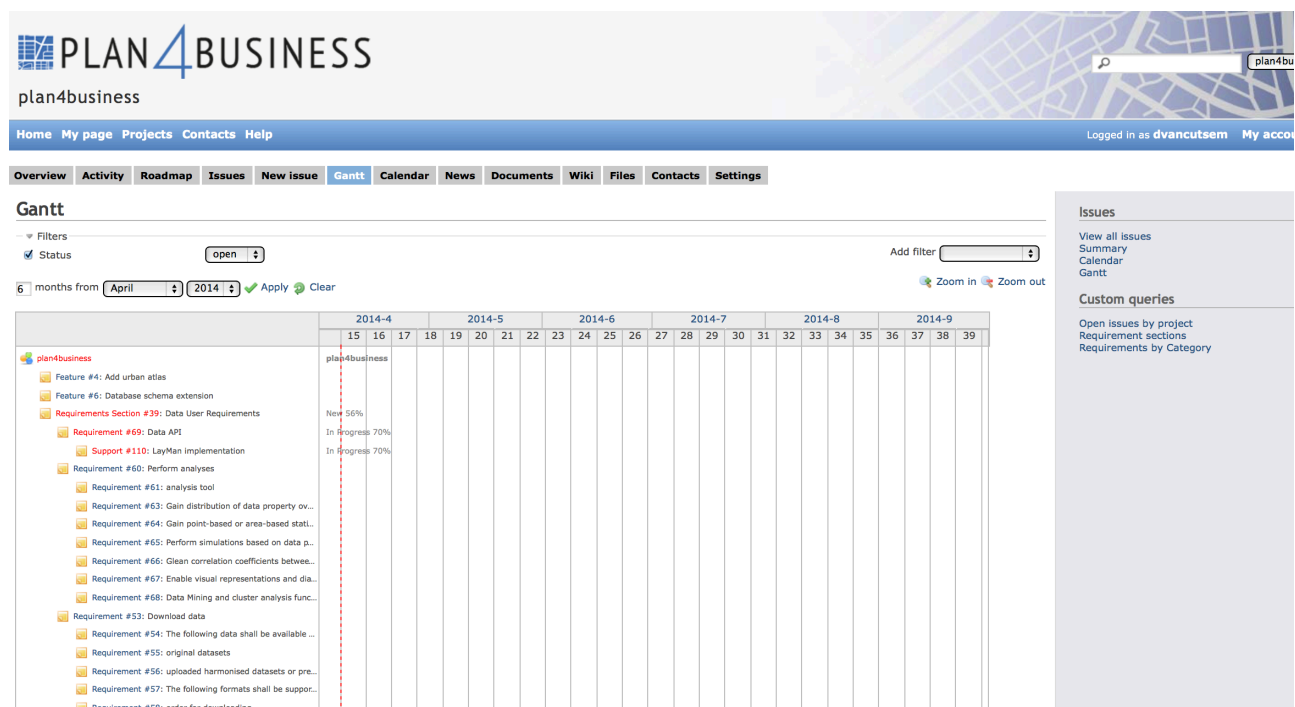 PLAN4BUSINESS
plan4bu
plan4business
Home My page Projects Contacts Help
Logged in as dvancutsem My accou
Overview Activity Roadmap Issues New issue Gantt Calendar News Documents Wiki Files Contacts Settings
Gantt
Filters
Status open
Add filter
6 months from April 2014 Apply Clear
Zoom in Zoom out
2014-4 2014-5 2014-6 2014-7 2014-8 2014-9
15 16 17 18 19 20 21 22 23 24 25 26 27 28 29 30 31 32 33 34 35 36 37 38 39
plan4business plan4business
Feature #4: Add urban atlas
Feature #6: Database schema extension
Requirements Section #39: Data User Requirements New 56%
Requirement #69: Data API In Progress 70%
Support #110: LayMan implementation In Progress 70%
Requirement #60: Perform analyses
Requirement #61: analysis tool
Requirement #63: Gain distribution of data property ov...
Requirement #64: Gain point-based or area-based stati...
Requirement #65: Perform simulations based on data p...
Requirement #66: Glean correlation coefficients betwee...
Requirement #67: Enable visual representations and dia...
Requirement #68: Data Mining and cluster analysis func...
Requirement #53: Download data
Requirement #54: The following data shall be available ...
Requirement #55: original datasets
Requirement #56: uploaded harmonised datasets or pre...
Requirement #57: The following formats shall be suppor...
Issues
View all issues
Summary
Calendar
Gantt
Custom queries
Open issues by project
Requirement sections
Requirements by Category